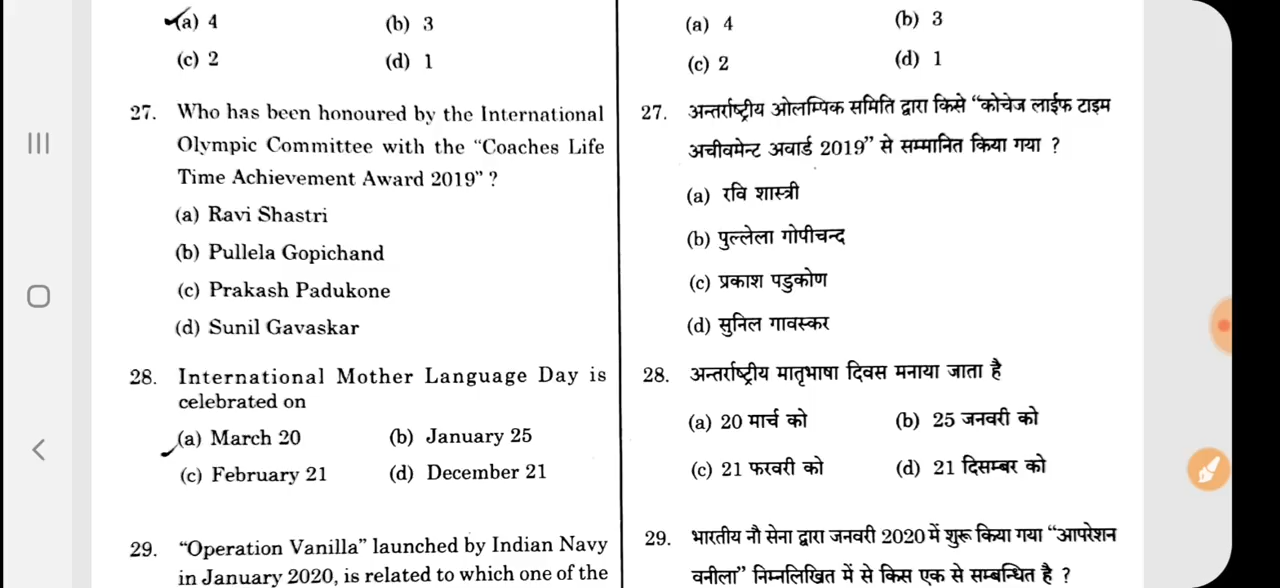 (a) 4 (b) 3
(c) 2 (d) 1
27. Who has been honoured by the International
Olympic Committee with the “Coaches Life
Time Achievement Award 2019” ?
(a) Ravi Shastri
(b) Pullela Gopichand
(c) Prakash Padukone
(d) Sunil Gavaskar
28. International Mother Language Day is
celebrated on
(a) March 20 (b) January 25
(c) February 21 (d) December 21
29. “Operation Vanilla” launched by Indian Navy
in January 2020, is related to which one of the
(a) 4 (b) 3
(c) 2 (d) 1
27. अन्तर्राष्ट्रीय ओलम्पिक समिति द्वारा किसे “कोचेज लाईफ टाइम
अचीवमेन्ट अवार्ड 2019” से सम्मानित किया गया ?
(a) रवि शास्त्री
(b) पुल्लेला गोपीचन्द
(c) प्रकाश पडुकोण
(d) सुनिल गावस्कर
28. अन्तर्राष्ट्रीय मातृभाषा दिवस मनाया जाता है
(a) 20 मार्च को (b) 25 जनवरी को
(c) 21 फरवरी को (d) 21 दिसम्बर को
29. भारतीय नौ सेना द्वारा जनवरी 2020 में शुरू किया गया “आपरेशन
वनीला” निम्नलिखित में से किस एक से सम्बन्धित है ?